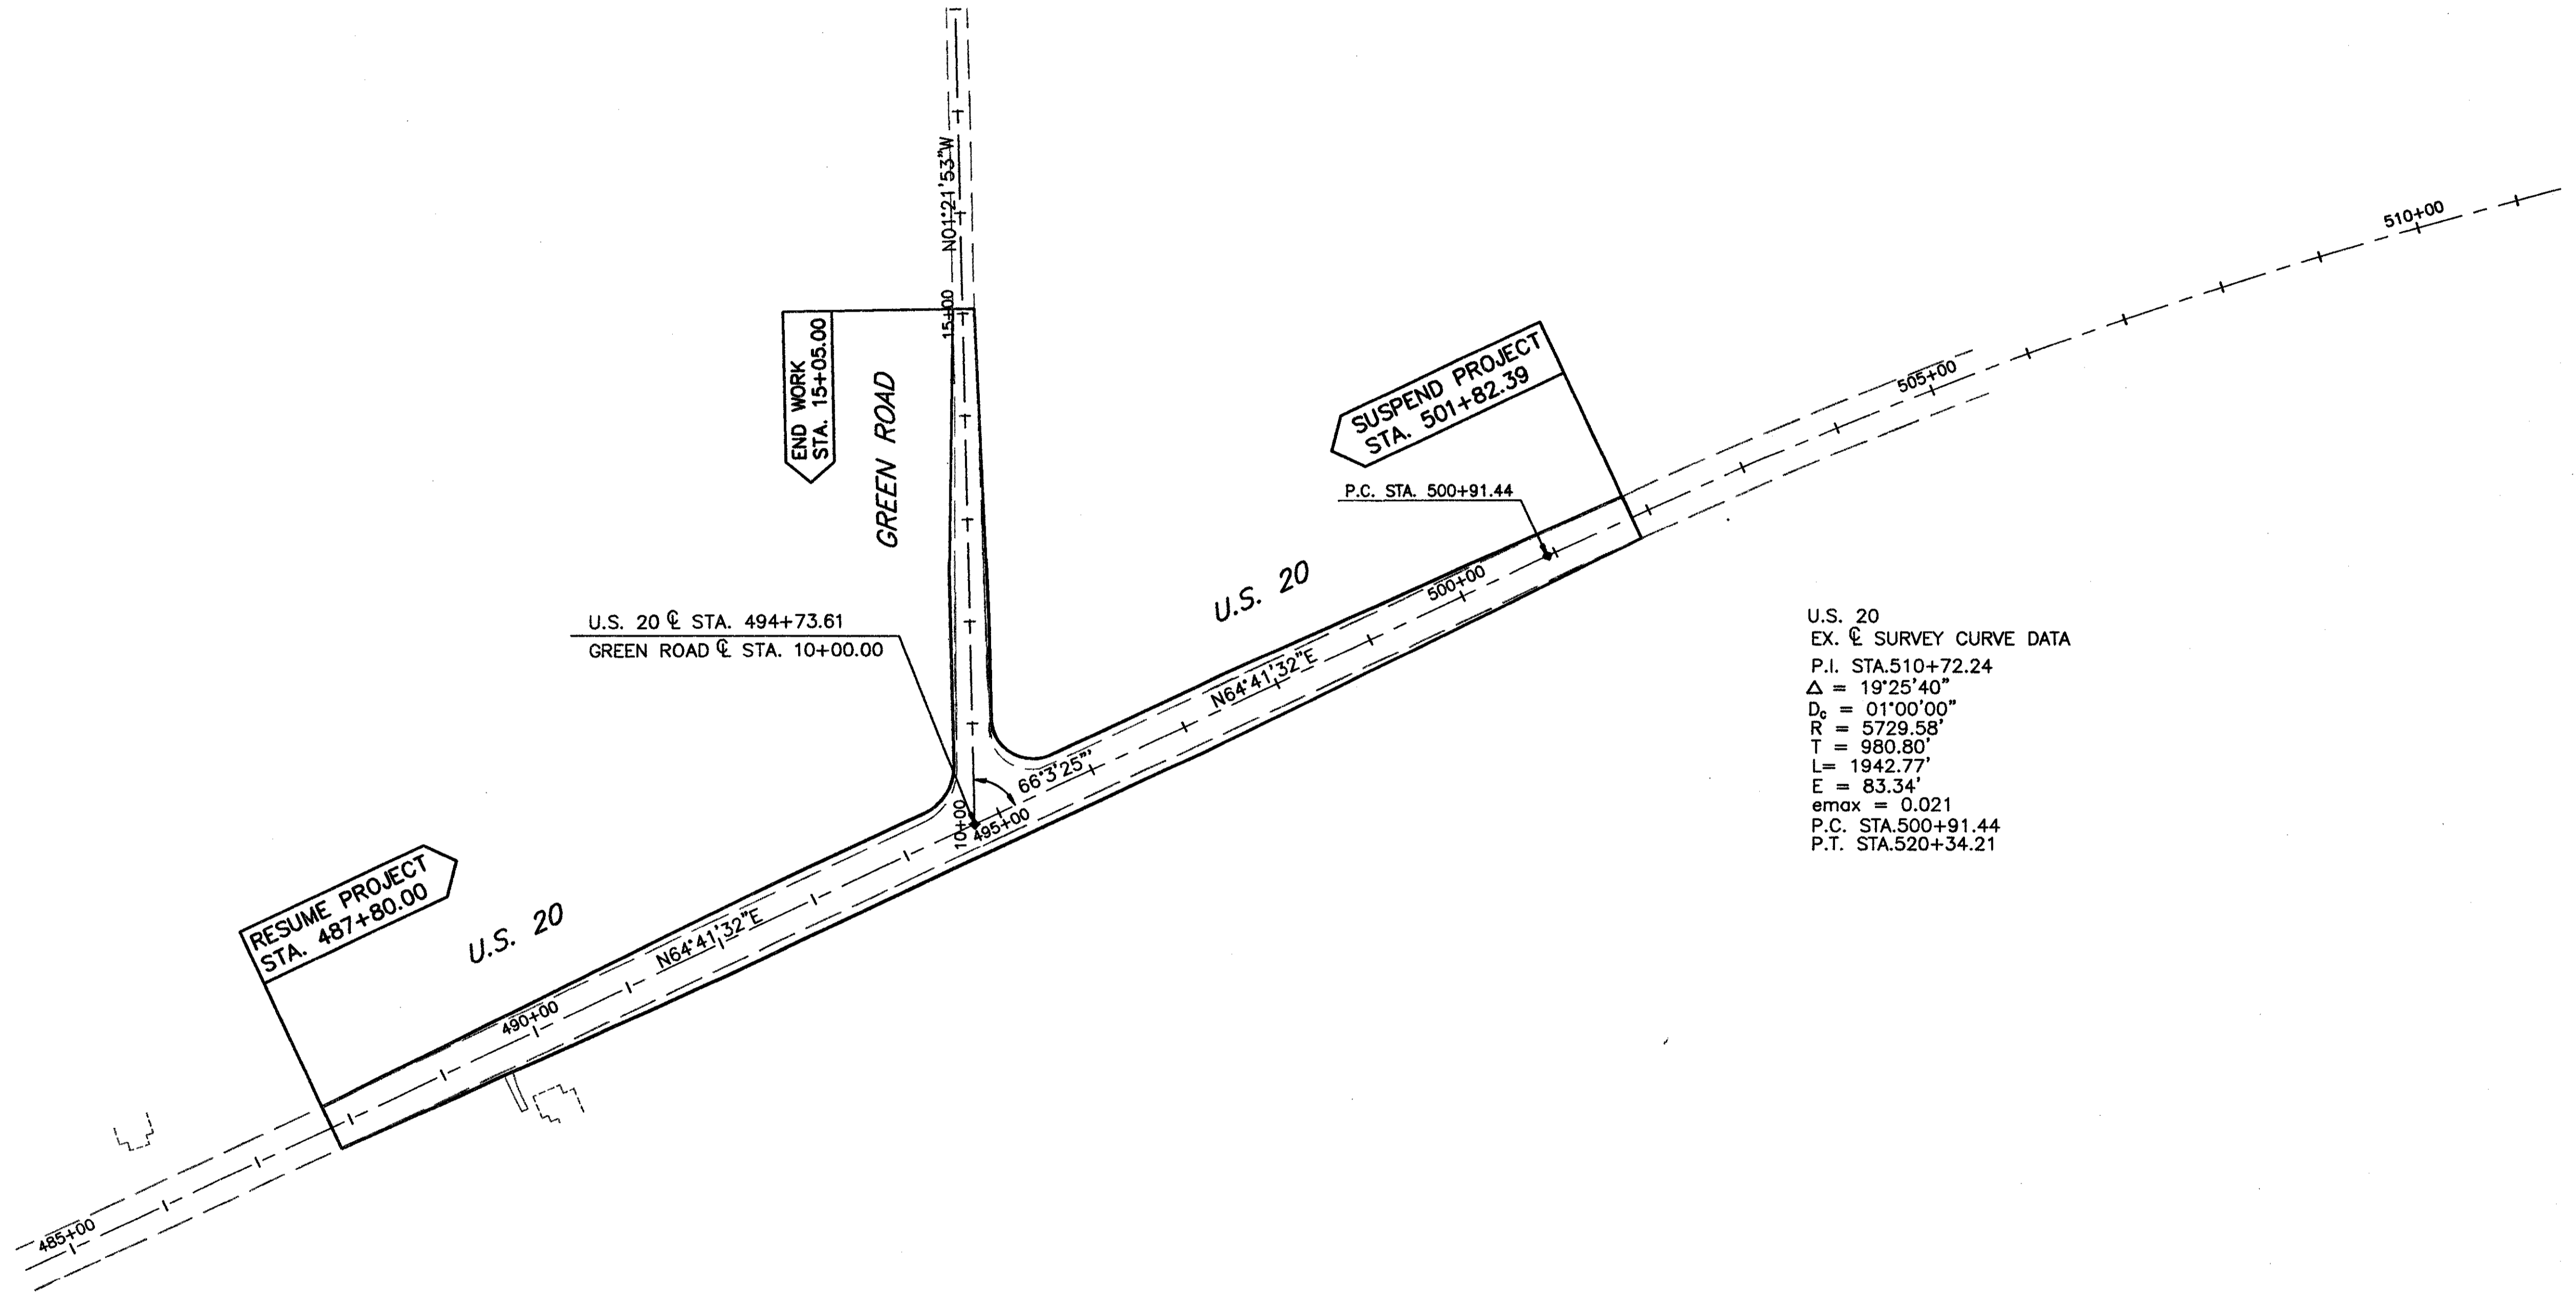 N01°21'53"W
15+00
END WORK
STA. 15+05.00
GREEN ROAD
510+00
505+00
SUSPEND PROJECT
STA. 501+82.39
P.C. STA. 500+91.44
500+00
U.S. 20
N64°41'32"E
U.S. 20 ℄ STA. 494+73.61
GREEN ROAD ℄ STA. 10+00.00
66°3'25"
10+00
495+00
U.S. 20
EX. ℄ SURVEY CURVE DATA
P.I. STA.510+72.24
Δ = 19°25'40"
Dc = 01°00'00"
R = 5729.58'
T = 980.80'
L= 1942.77'
E = 83.34'
emax = 0.021
P.C. STA.500+91.44
P.T. STA.520+34.21
RESUME PROJECT
STA. 487+80.00
U.S. 20
N64°41'32"E
490+00
485+00